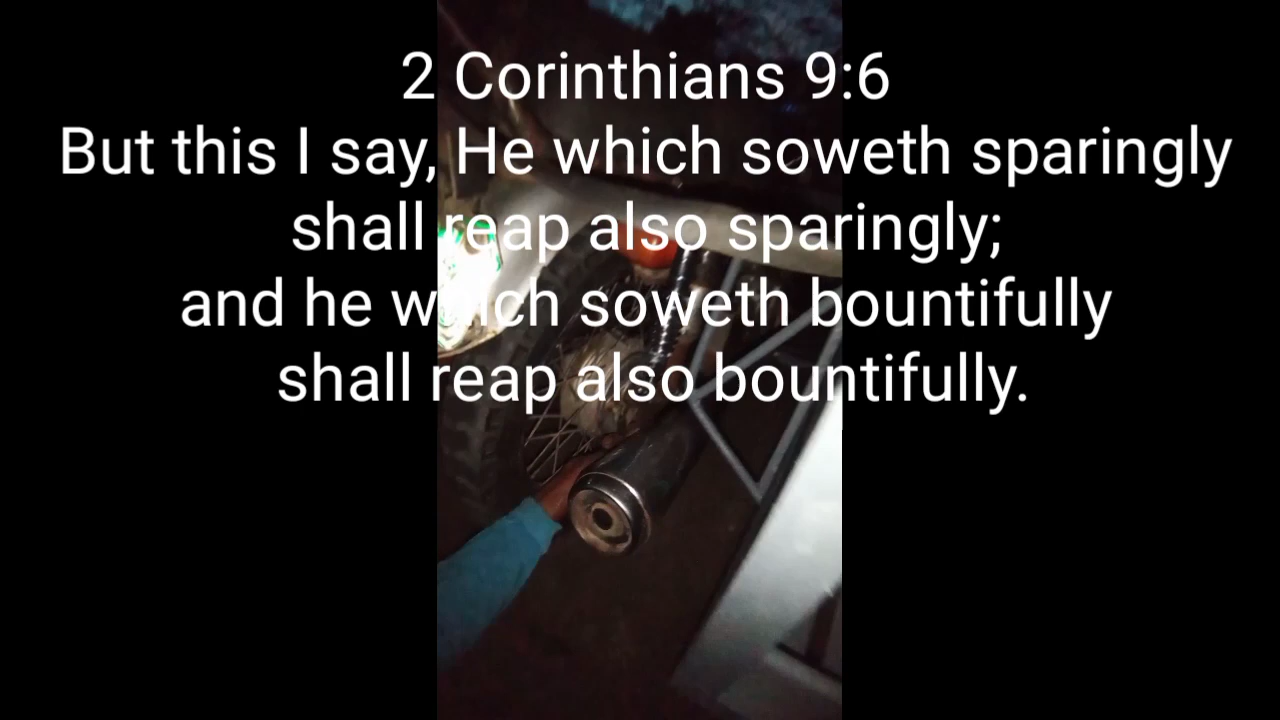 2 Corinthians 9:6
But this I say, He which soweth sparingly
shall reap also sparingly;
and he which soweth bountifully
shall reap also bountifully.